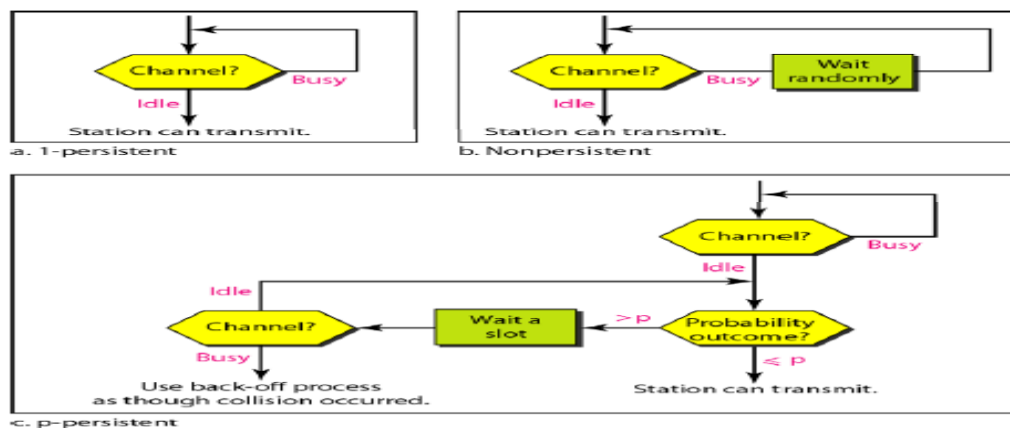 Channel?
Busy
Idle
Station can transmit.
a. 1-persistent
Channel?
Busy
Wait
randomly
Idle
Station can transmit.
b. Nonpersistent
Channel?
Busy
Idle
Idle
Channel?
Wait a
slot
>p
Probability
outcome?
Busy
⩽ p
Use back-off process
as though collision occurred.
Station can transmit.
c. p-persistent